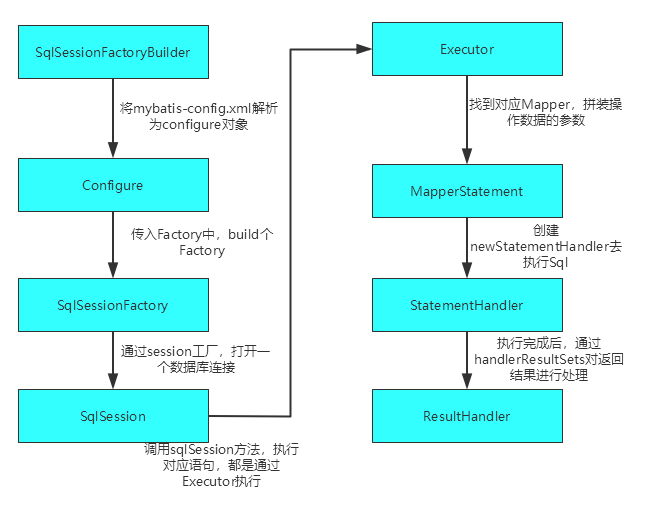 SqlSessionFactoryBuilder
将mybatis-config.xml解析
为configure对象
Configure
传入Factory中，build个
Factory
SqlSessionFactory
通过session工厂，打开一
个数据库连接
SqlSession
调用sqlSession方法，执行
对应语句，都是通过
Executor执行
Executor
找到对应Mapper，拼装操
作数据的参数
MapperStatement
创建
newStatementHandler去
执行Sql
StatementHandler
执行完成后，通过
handlerResultSets对返回
结果进行处理
ResultHandler